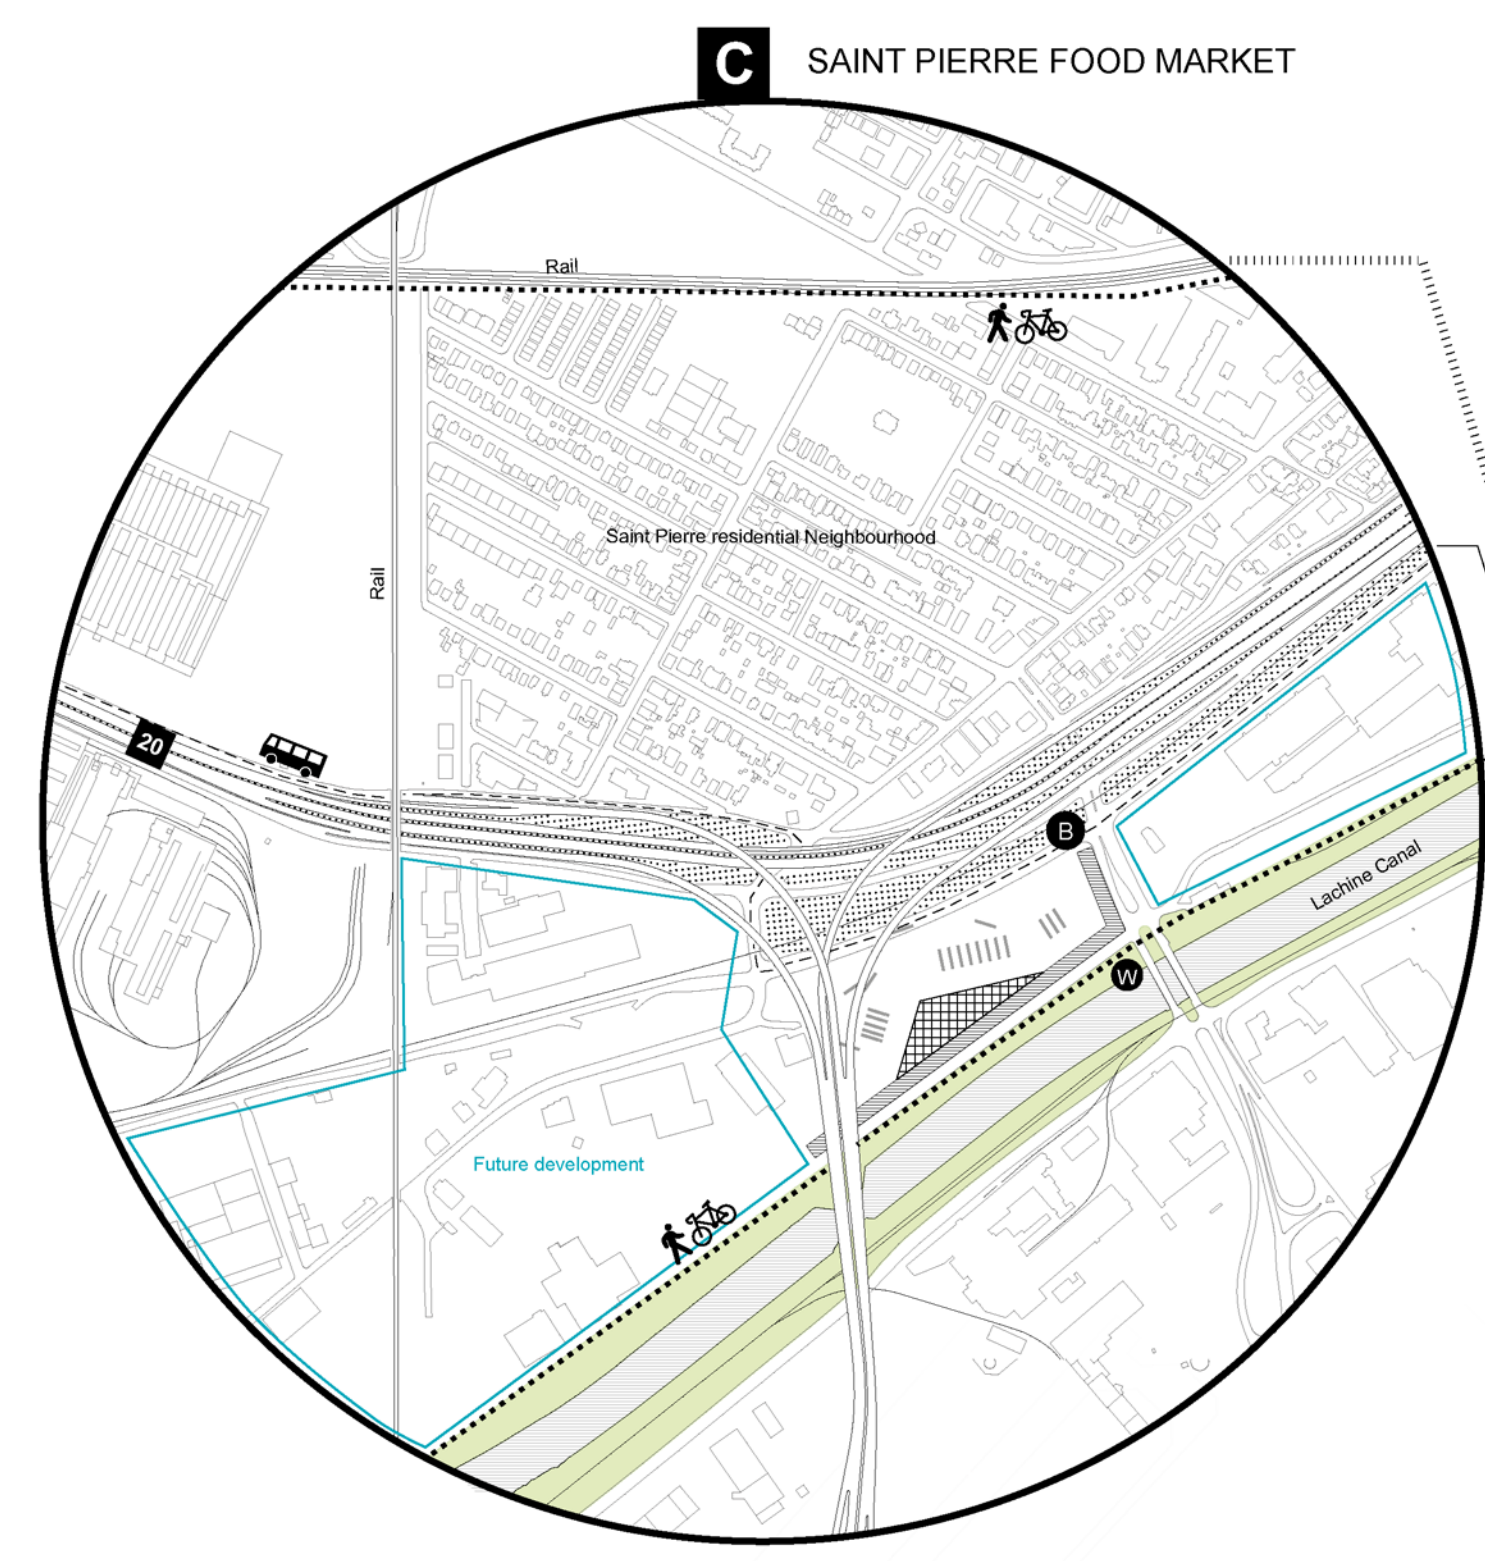 C SAINT PIERRE FOOD MARKET
Rail
Saint Pierre residential Neighbourhood
Rail
20
B
Lachine Canal
W
Future development